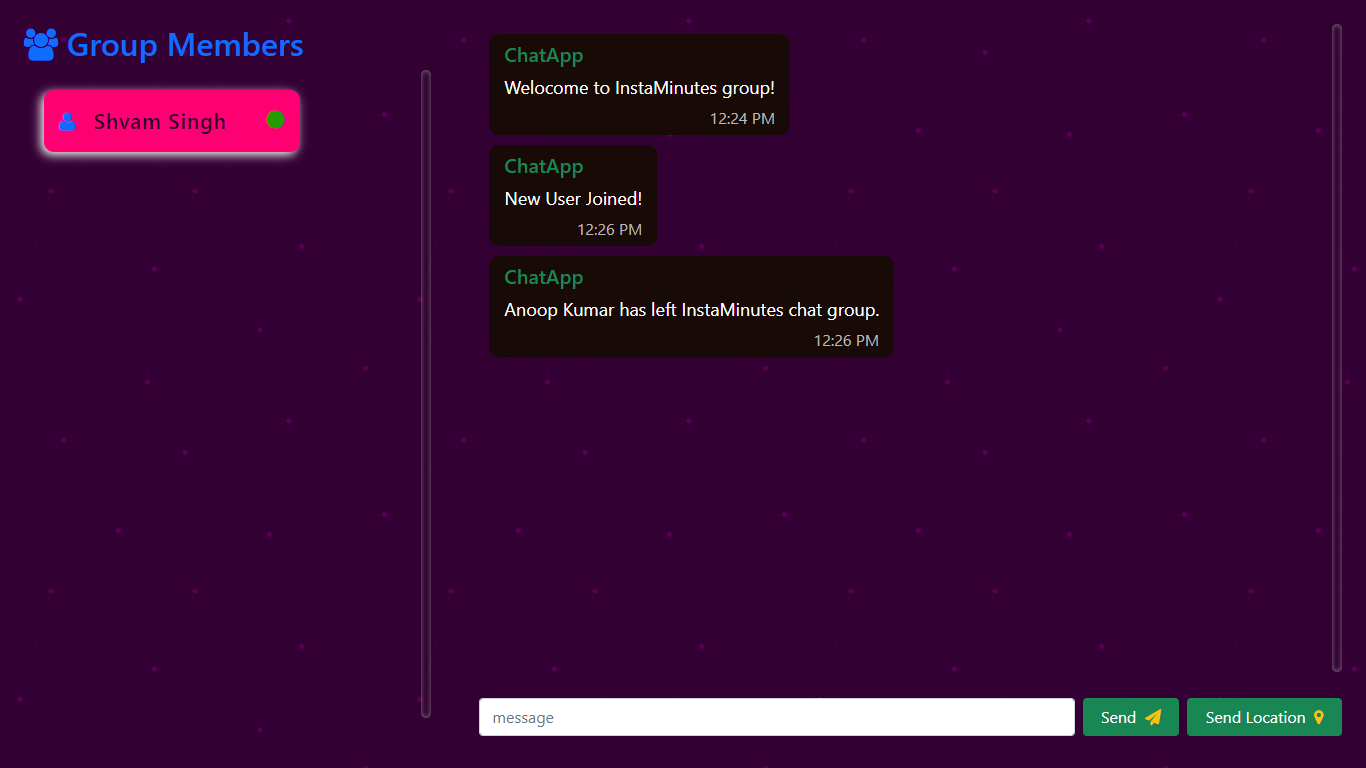 Group Members
Shvam Singh
ChatApp
Welocome to InstaMinutes group!
12:24 PM
ChatApp
New User Joined!
12:26 PM
ChatApp
Anoop Kumar has left InstaMinutes chat group.
12:26 PM
message
Send
Send Location